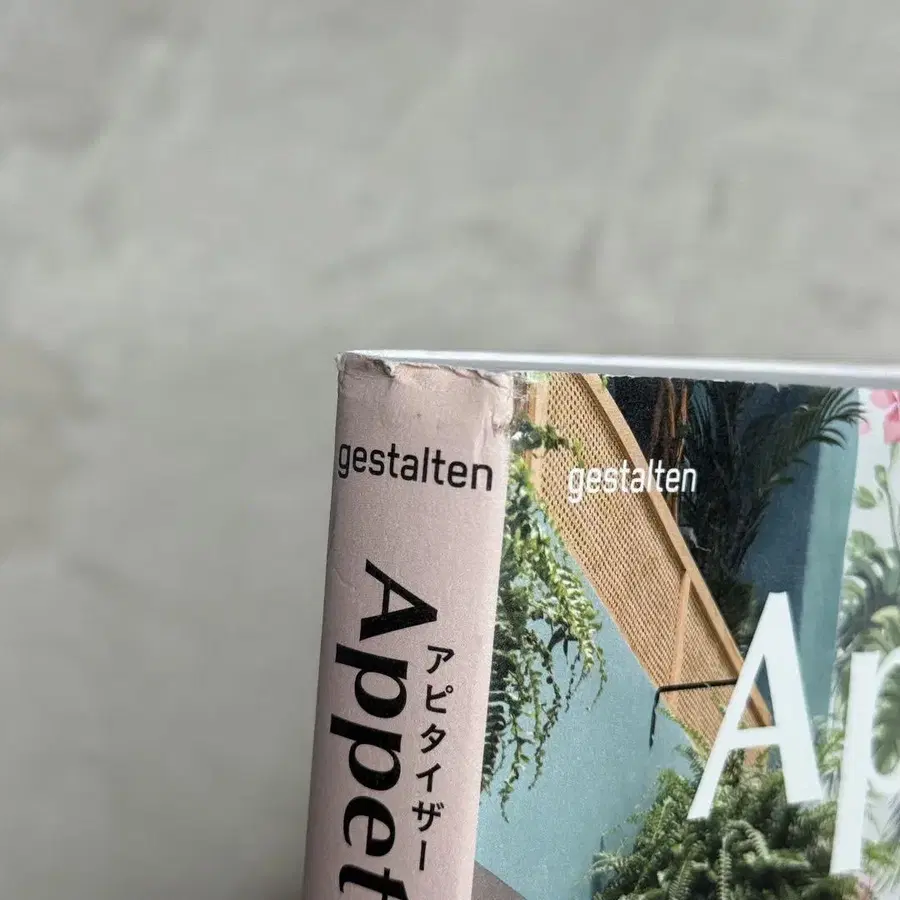 gestalten
Appet
アピタイザー
gestalten
Ap